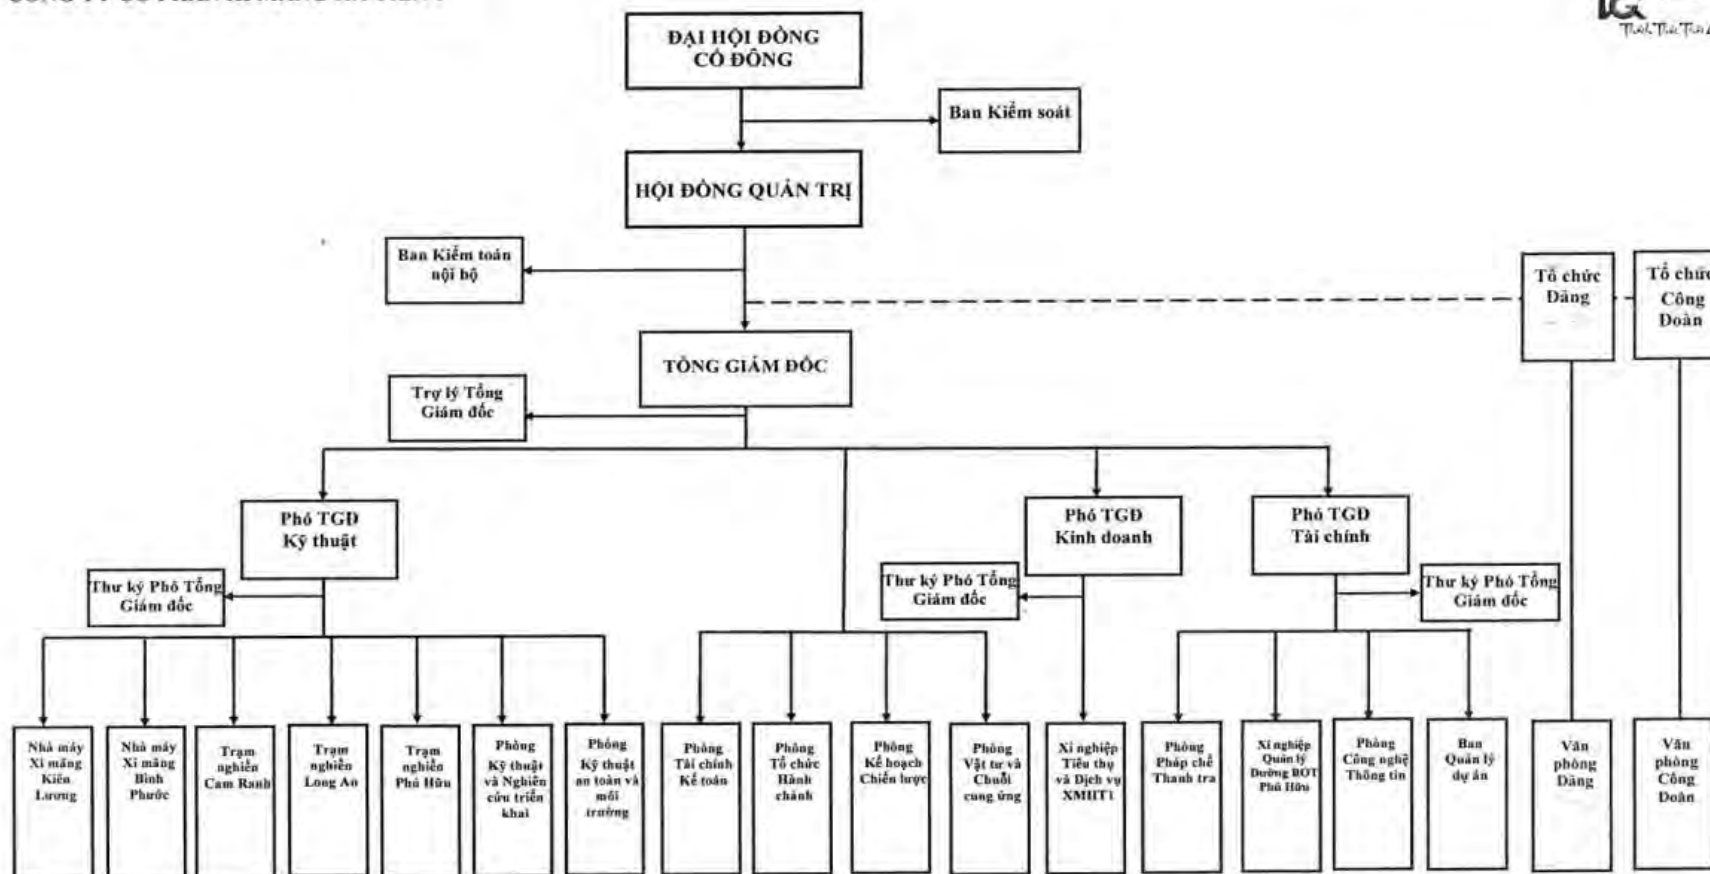 ĐẠI HỘI ĐỒNG
CỔ ĐÔNG
Ban Kiểm soát
HỘI ĐỒNG QUẢN TRỊ
Ban Kiểm toán
nội bộ
Tổ chức
Đảng
Tổ chức
Công
Đoàn
TỔNG GIÁM ĐỐC
Trợ lý Tổng
Giám đốc
Phó TGĐ
Kỹ thuật
Phó TGĐ
Kinh doanh
Phó TGĐ
Tài chính
Thư ký Phó Tổng
Giám đốc
Thư ký Phó Tổng
Giám đốc
Thư ký Phó Tổng
Giám đốc
Nhà máy
Xi măng
Kiên
Lương
Nhà máy
Xi măng
Bình
Phước
Trạm
nghiền
Cam Ranh
Trạm
nghiền
Long An
Trạm
nghiền
Phú Hữu
Phòng
Kỹ thuật
và Nghiên
cứu triển
khai
Phòng
Kỹ thuật
an toàn và
môi
trường
Phòng
Tài chính
Kế toán
Phòng
Tổ chức
Hành
chánh
Phòng
Kế hoạch
Chiến lược
Phòng
Vật tư và
Chuỗi
cung ứng
Xí nghiệp
Tiêu thụ
và Dịch vụ
XMHT1
Phòng
Pháp chế
Thanh tra
Xí nghiệp
Quản lý
Đường BOT
Phú Hữu
Phòng
Công nghệ
Thông tin
Ban
Quản lý
dự án
Văn
phòng
Đảng
Văn
phòng
Công
Đoàn